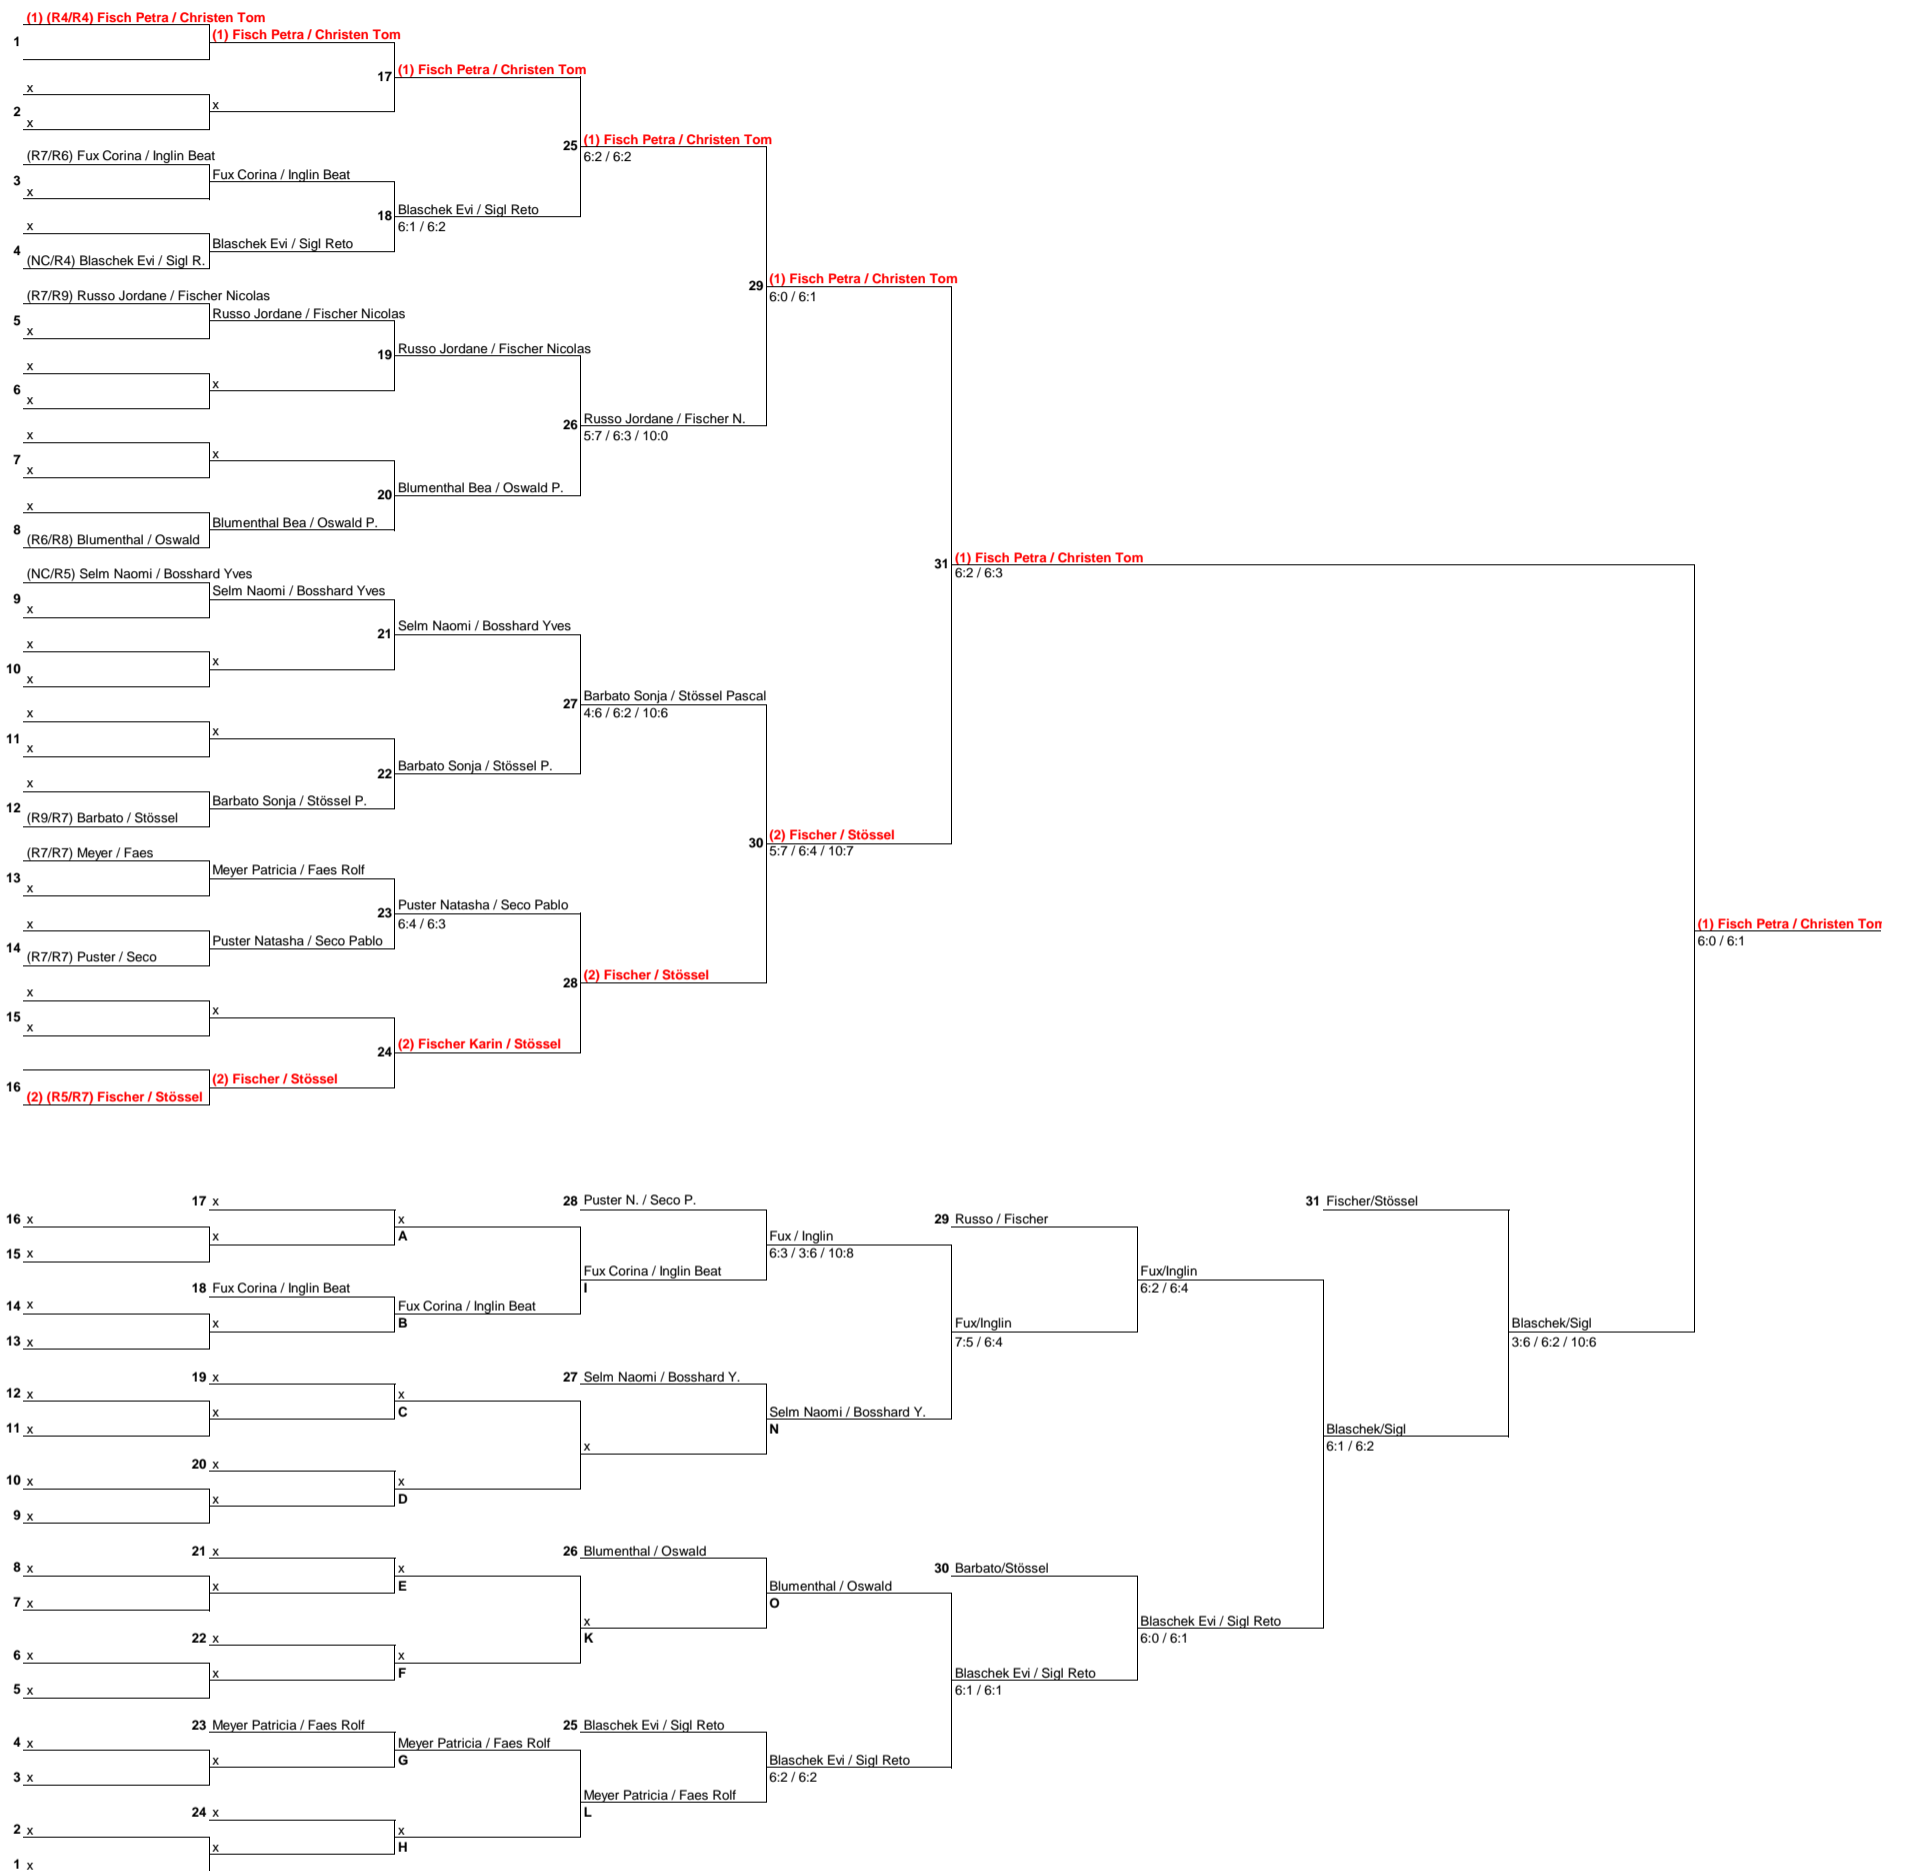 (1) (R4/R4) Fisch Petra / Christen Tom
(1) Fisch Petra / Christen Tom
1
17 (1) Fisch Petra / Christen Tom
x
2 x
x
(R7/R6) Fux Corina / Inglin Beat
25 (1) Fisch Petra / Christen Tom
6:2 / 6:2
3 Fux Corina / Inglin Beat
x
18 Blaschek Evi / Sigl Reto
6:1 / 6:2
x
4 Blaschek Evi / Sigl Reto
(NC/R4) Blaschek Evi / Sigl R.
29 (1) Fisch Petra / Christen Tom
6:0 / 6:1
(R7/R9) Russo Jordane / Fischer Nicolas
5 Russo Jordane / Fischer Nicolas
x
19 Russo Jordane / Fischer Nicolas
x
6 x
x
26 Russo Jordane / Fischer N.
5:7 / 6:3 / 10:0
x
7 x
x
20 Blumenthal Bea / Oswald P.
x
8 Blumenthal Bea / Oswald P.
(R6/R8) Blumenthal / Oswald
31 (1) Fisch Petra / Christen Tom
6:2 / 6:3
(NC/R5) Selm Naomi / Bosshard Yves
9 Selm Naomi / Bosshard Yves
x
21 Selm Naomi / Bosshard Yves
x
10 x
x
27 Barbato Sonja / Stössel Pascal
4:6 / 6:2 / 10:6
x
11 x
x
22 Barbato Sonja / Stössel P.
x
12 Barbato Sonja / Stössel P.
(R9/R7) Barbato / Stössel
30 (2) Fischer / Stössel
5:7 / 6:4 / 10:7
(R7/R7) Meyer / Faes
13 Meyer Patricia / Faes Rolf
x
23 Puster Natasha / Seco Pablo
6:4 / 6:3
x
14 Puster Natasha / Seco Pablo
(R7/R7) Puster / Seco
(1) Fisch Petra / Christen Tom
6:0 / 6:1
28 (2) Fischer / Stössel
x
15 x
x
24 (2) Fischer Karin / Stössel
16 (2) Fischer / Stössel
(2) (R5/R7) Fischer / Stössel
17 x
28 Puster N. / Seco P.
31 Fischer/Stössel
16 x
x
A
29 Russo / Fischer
x
Fux / Inglin
6:3 / 3:6 / 10:8
15 x
Fux Corina / Inglin Beat
I
Fux/Inglin
6:2 / 6:4
18 Fux Corina / Inglin Beat
14 x
Fux Corina / Inglin Beat
B
x
Fux/Inglin
7:5 / 6:4
Blaschek/Sigl
3:6 / 6:2 / 10:6
13 x
19 x
27 Selm Naomi / Bosshard Y.
12 x
x
C
x
Selm Naomi / Bosshard Y.
N
11 x
Blaschek/Sigl
6:1 / 6:2
x
20 x
10 x
x
D
x
9 x
21 x
26 Blumenthal / Oswald
8 x
x
E
30 Barbato/Stössel
x
Blumenthal / Oswald
O
7 x
x
K
Blaschek Evi / Sigl Reto
6:0 / 6:1
22 x
6 x
x
F
x
Blaschek Evi / Sigl Reto
6:1 / 6:1
5 x
23 Meyer Patricia / Faes Rolf
25 Blaschek Evi / Sigl Reto
4 x
Meyer Patricia / Faes Rolf
G
x
Blaschek Evi / Sigl Reto
6:2 / 6:2
3 x
Meyer Patricia / Faes Rolf
L
24 x
2 x
x
H
x
1 x